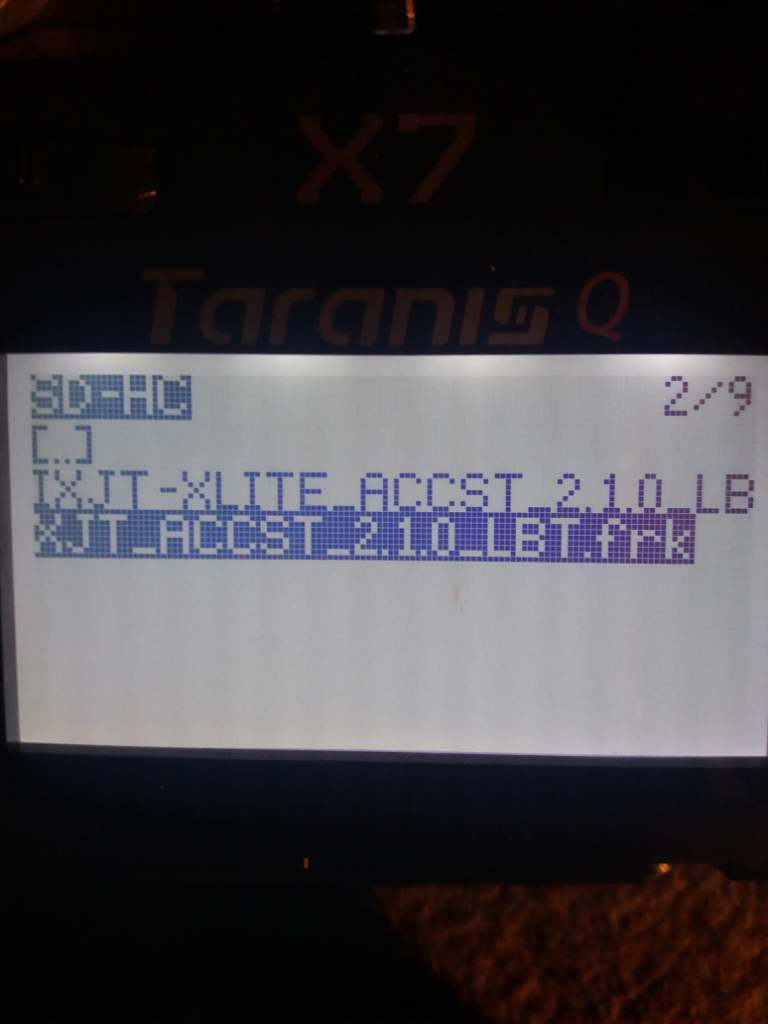 X7
Taranis Q
SD-HC 2/9
[..]
IXJT-XLITE_ACCST_2.1.0_LB
XJT_ACCST_2.1.0_LBT.frk